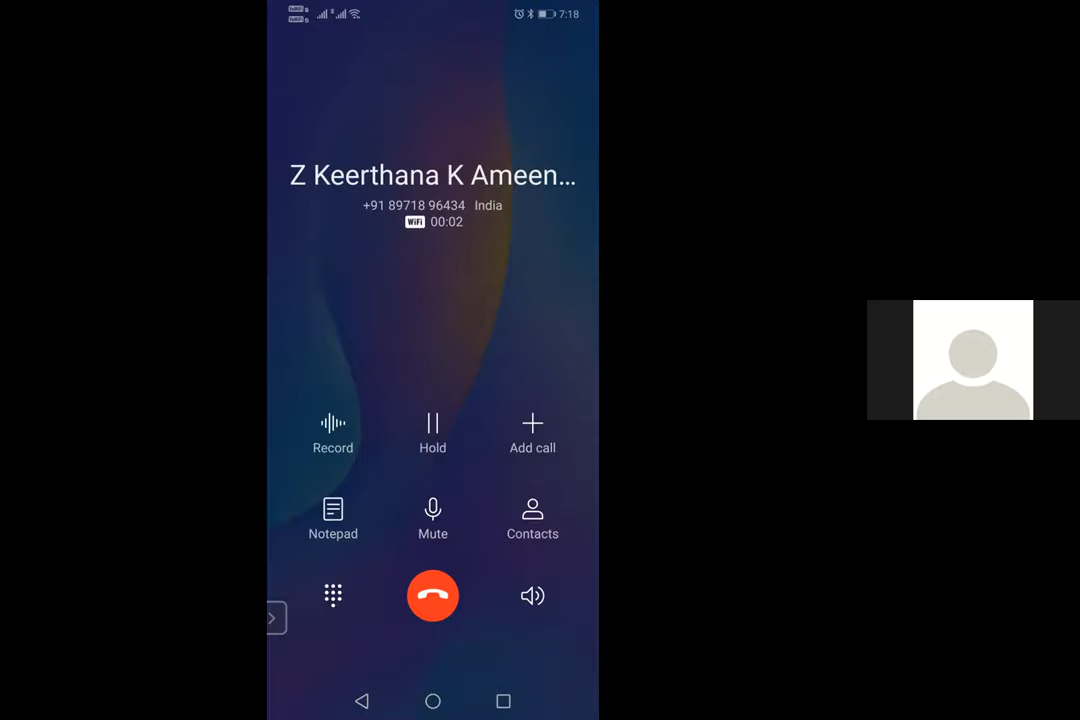 7:18
Z Keerthana K Ameen...
+91 89718 96434 India
WiFi 00:02
Record Hold Add call
Notepad Mute Contacts